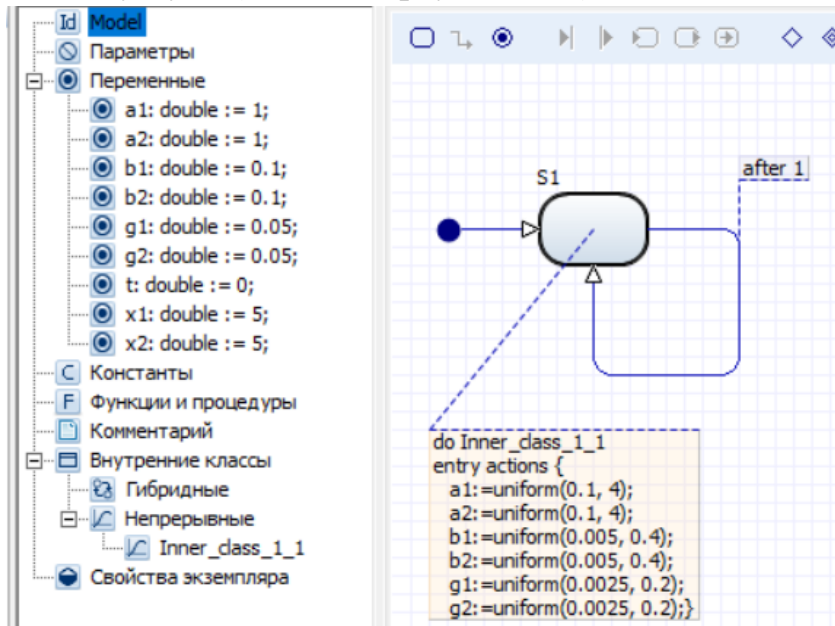 Id Model
Параметры
Переменные
a1: double := 1;
a2: double := 1;
b1: double := 0.1;
b2: double := 0.1;
g1: double := 0.05;
g2: double := 0.05;
t: double := 0;
x1: double := 5;
x2: double := 5;
C Константы
F Функции и процедуры
Комментарий
Внутренние классы
Гибридные
Непрерывные
Inner_class_1_1
Свойства экземпляра
S1
after 1
do Inner_class_1_1
entry actions {
a1:=uniform(0.1, 4);
a2:=uniform(0.1, 4);
b1:=uniform(0.005, 0.4);
b2:=uniform(0.005, 0.4);
g1:=uniform(0.0025, 0.2);
g2:=uniform(0.0025, 0.2);}